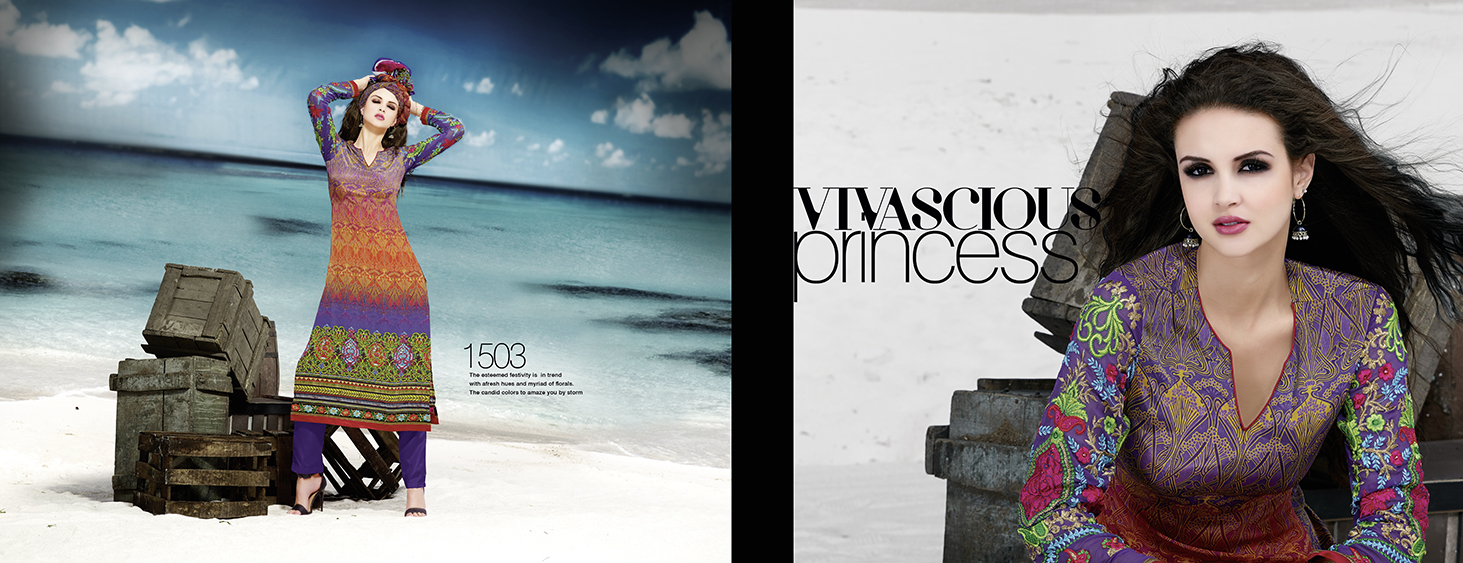 1503
The esteemed festivity is in trend
with afresh hues and myriad of florals.
The candid colors to amaze you by storm
VIVASCIOUS
princess